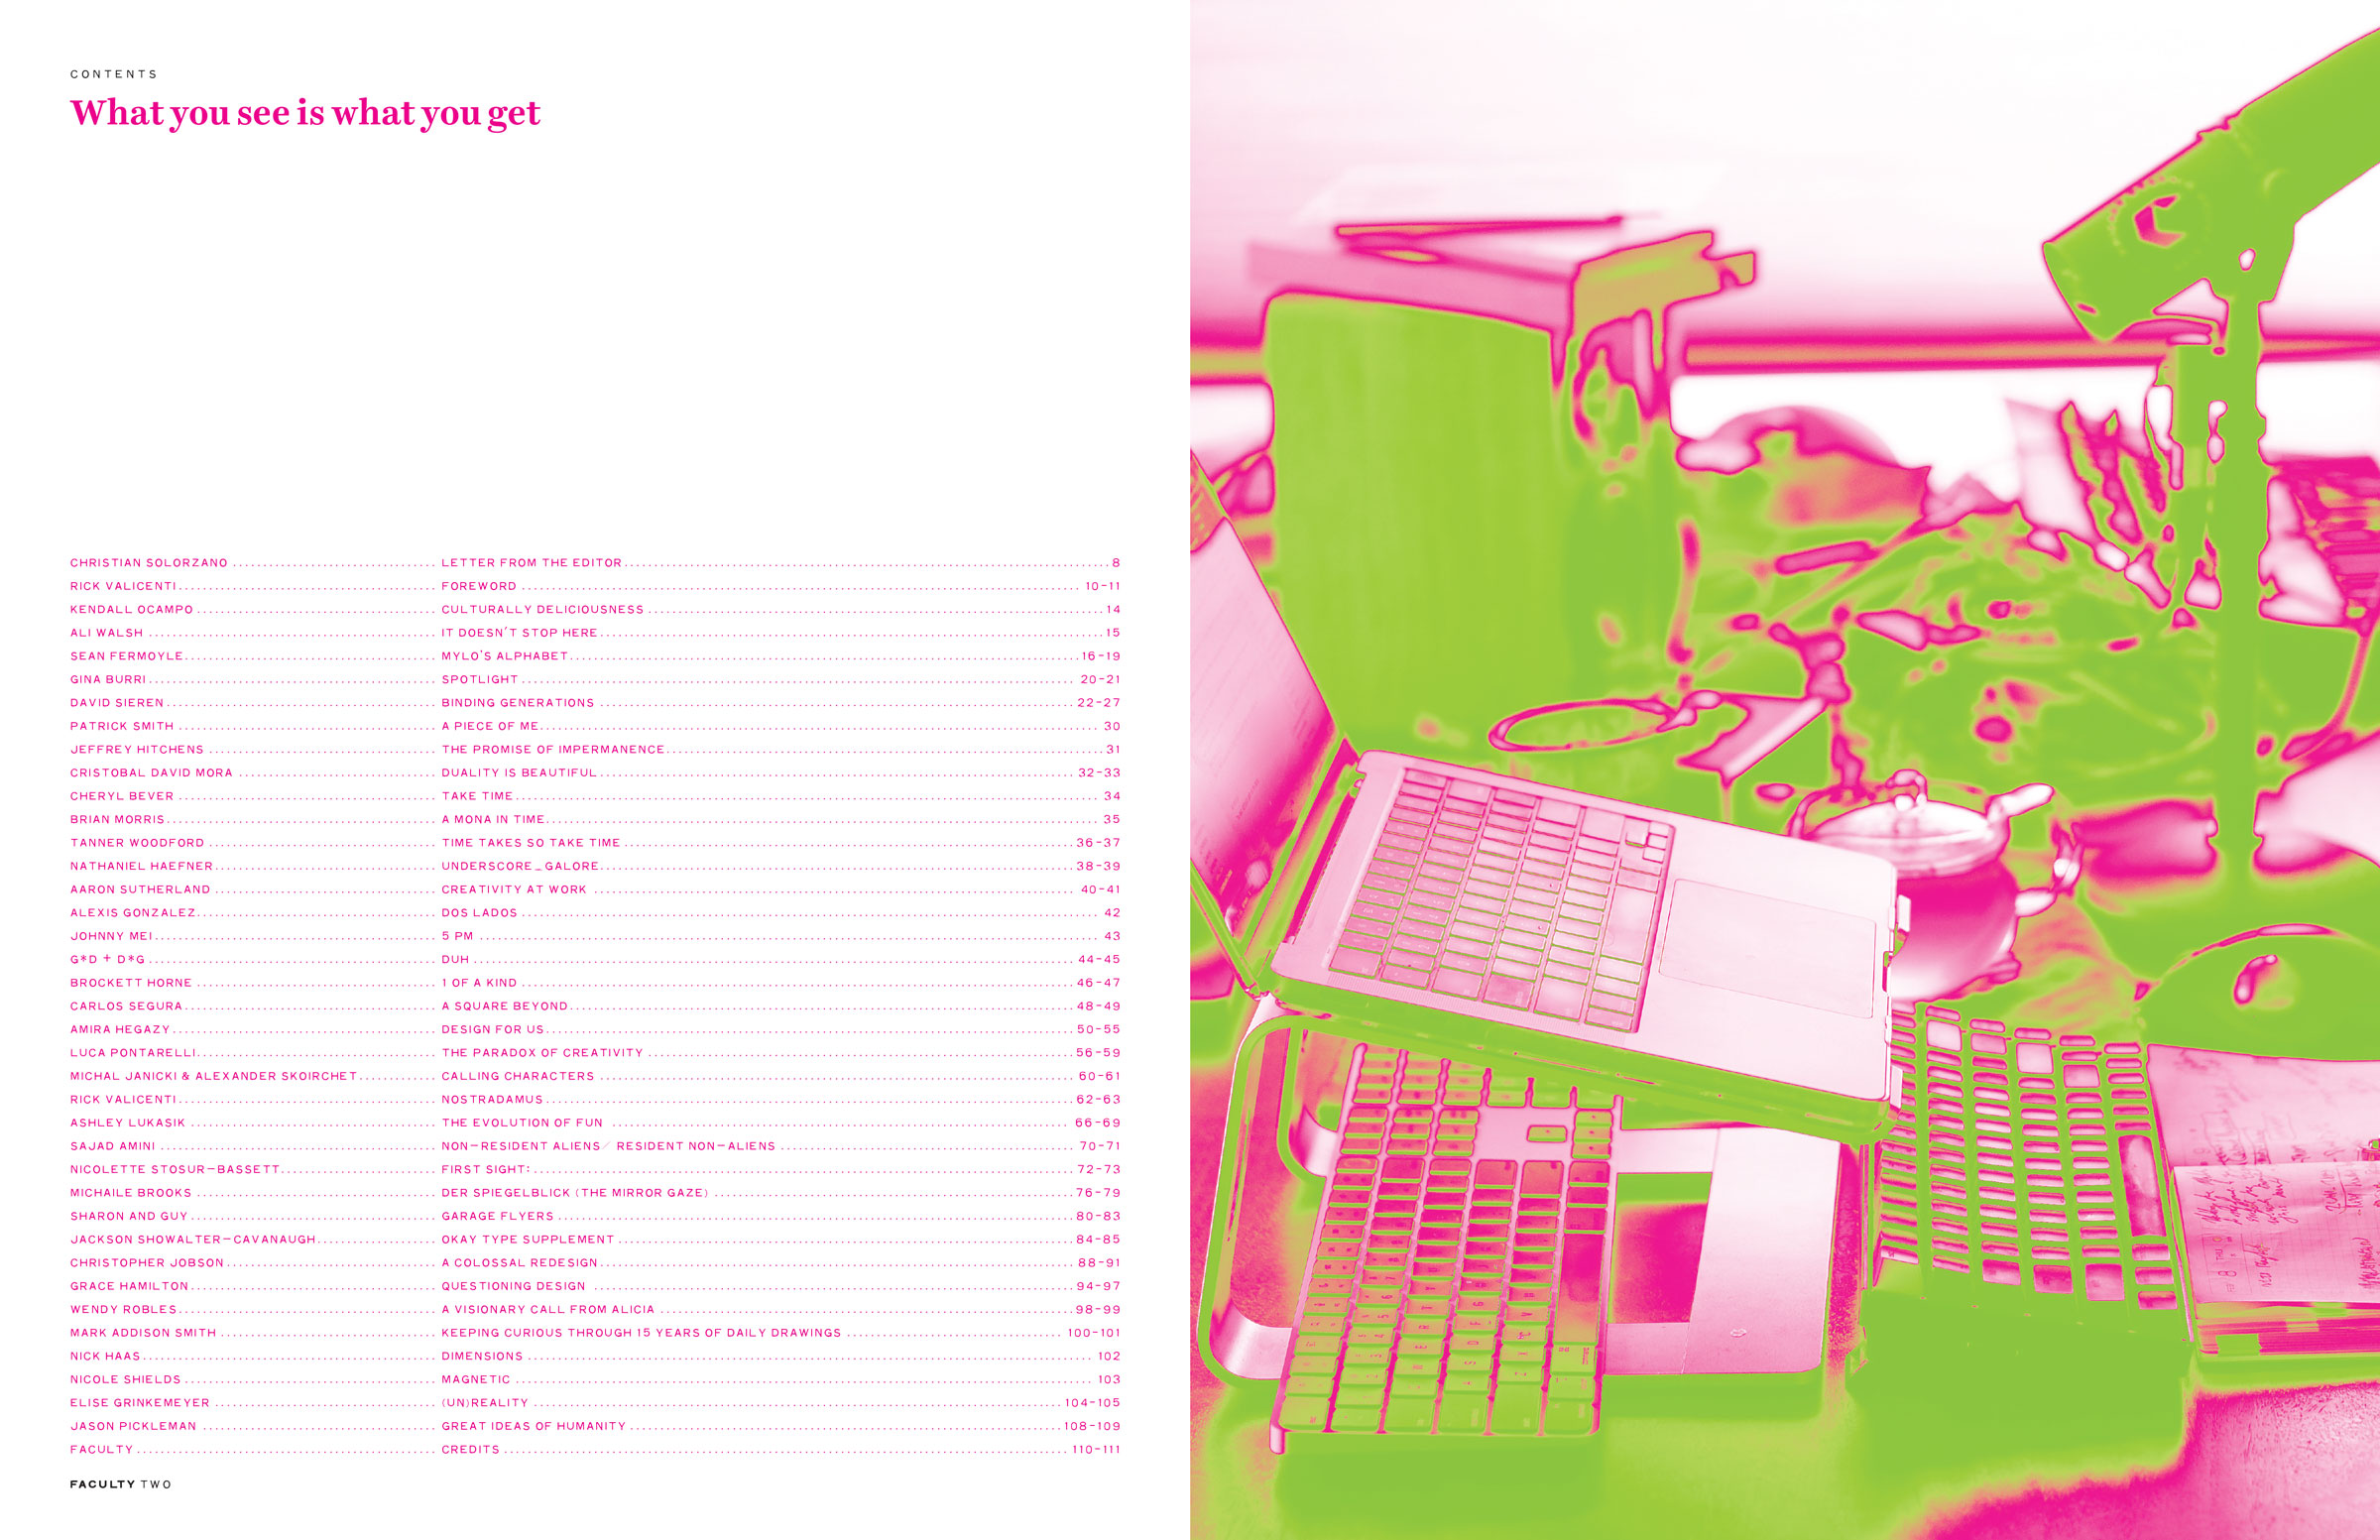 CONTENTS
What you see is what you get
CHRISTIAN SOLORZANO LETTER FROM THE EDITOR 8
RICK VALICENTI FOREWORD 10-11
KENDALL OCAMPO CULTURALLY DELICIOUSNESS 14
ALI WALSH IT DOESN'T STOP HERE 15
SEAN FERMOYLE MYLO'S ALPHABET 16-19
GINA BURRI SPOTLIGHT 20-21
DAVID SIEREN BINDING GENERATIONS 22-27
PATRICK SMITH A PIECE OF ME 30
JEFFREY HITCHENS THE PROMISE OF IMPERMANENCE 31
CRISTOBAL DAVID MORA DUALITY IS BEAUTIFUL 32-33
CHERYL BEVER TAKE TIME 34
BRIAN MORRIS A MONA IN TIME 35
TANNER WOODFORD TIME TAKES SO TAKE TIME 36-37
NATHANIEL HAEFNER UNDERSCORE_GALORE 38-39
AARON SUTHERLAND CREATIVITY AT WORK 40-41
ALEXIS GONZALEZ DOS LADOS 42
JOHNNY MEI 5 PM 43
G*D + D*G DUH 44-45
BROCKETT HORNE 1 OF A KIND 46-47
CARLOS SEGURA A SQUARE BEYOND 48-49
AMIRA HEGAZY DESIGN FOR US 50-55
LUCA PONTARELLI THE PARADOX OF CREATIVITY 56-59
MICHAL JANICKI & ALEXANDER SKOIRCHET CALLING CHARACTERS 60-61
RICK VALICENTI NOSTRADAMUS 62-63
ASHLEY LUKASIK THE EVOLUTION OF FUN 66-69
SAJAD AMINI NON-RESIDENT ALIENS/ RESIDENT NON-ALIENS 70-71
NICOLETTE STOSUR-BASSETT FIRST SIGHT: 72-73
MICHAILE BROOKS DER SPIEGELBLICK (THE MIRROR GAZE) 76-79
SHARON AND GUY GARAGE FLYERS 80-83
JACKSON SHOWALTER-CAVANAUGH OKAY TYPE SUPPLEMENT 84-85
CHRISTOPHER JOBSON A COLOSSAL REDESIGN 88-91
GRACE HAMILTON QUESTIONING DESIGN 94-97
WENDY ROBLES A VISIONARY CALL FROM ALICIA 98-99
MARK ADDISON SMITH KEEPING CURIOUS THROUGH 15 YEARS OF DAILY DRAWINGS 100-101
NICK HAAS DIMENSIONS 102
NICOLE SHIELDS MAGNETIC 103
ELISE GRINKEMEYER (UN)REALITY 104-105
JASON PICKLEMAN GREAT IDEAS OF HUMANITY 108-109
FACULTY CREDITS 110-111
FACULTY TWO